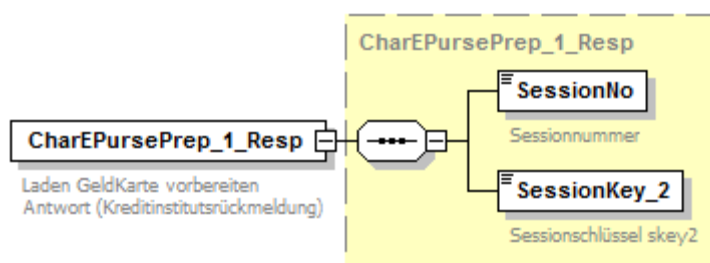 CharEPursePrep_1_Resp
SessionNo
Sessionnummer
CharEPursePrep_1_Resp
Laden GeldKarte vorbereiten
Antwort (Kreditinstitutsrückmeldung)
SessionKey_2
Sessionschlüssel skey2